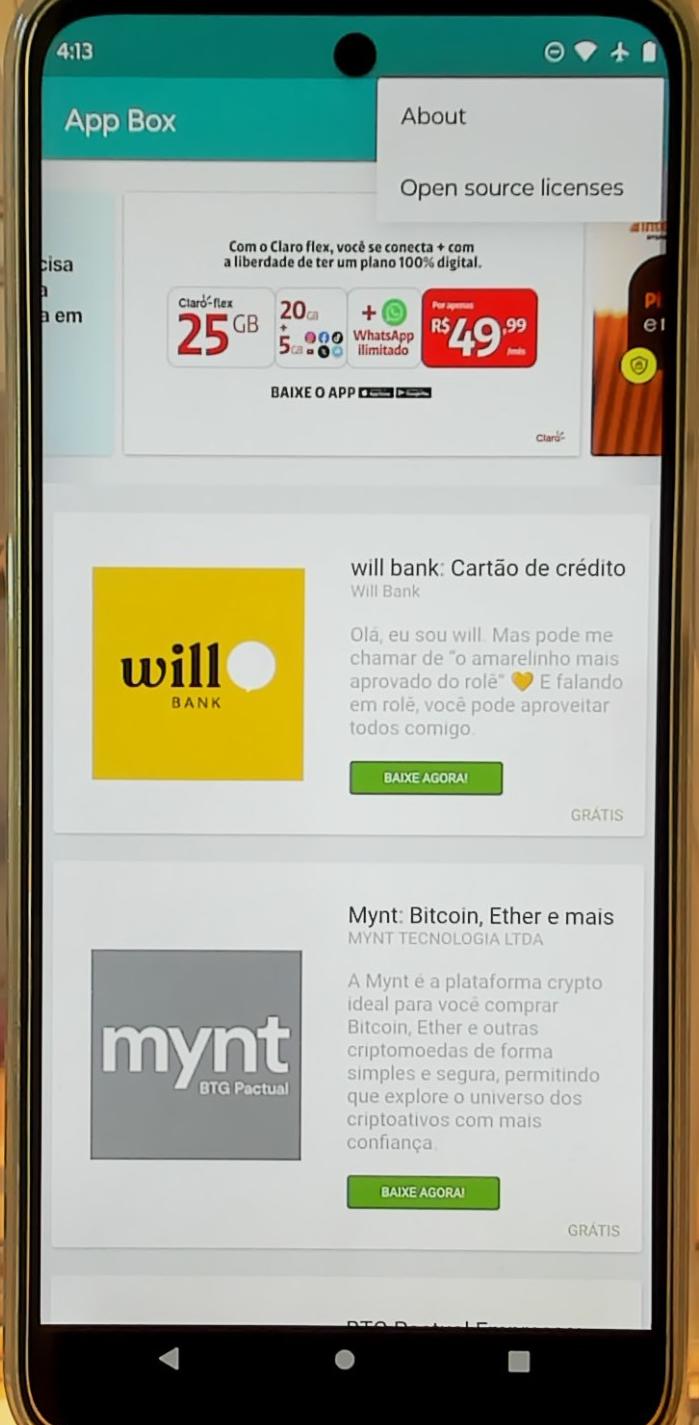 4:13
App Box
About
Open source licenses
cisa
a em
Com o Claro flex, você se conecta + com
a liberdade de ter um plano 100% digital.
Claro-flex
25 GB
20GB
+
5GB
+
WhatsApp
ilimitado
Por apenas
R$49,99
/mês
BAIXE O APP
Claro
Pi
e
will bank: Cartão de crédito
Will Bank
will
BANK
Olá, eu sou will. Mas pode me
chamar de "o amarelinho mais
aprovado do rolê" 💛 E falando
em rolê, você pode aproveitar
todos comigo.
BAIXE AGORA!
GRÁTIS
Mynt: Bitcoin, Ether e mais
MYNT TECNOLOGIA LTDA
mynt
BTG Pactual
A Mynt é a plataforma crypto
ideal para você comprar
Bitcoin, Ether e outras
criptomoedas de forma
simples e segura, permitindo
que explore o universo dos
criptoativos com mais
confiança.
BAIXE AGORA!
GRÁTIS
BTG Pactual